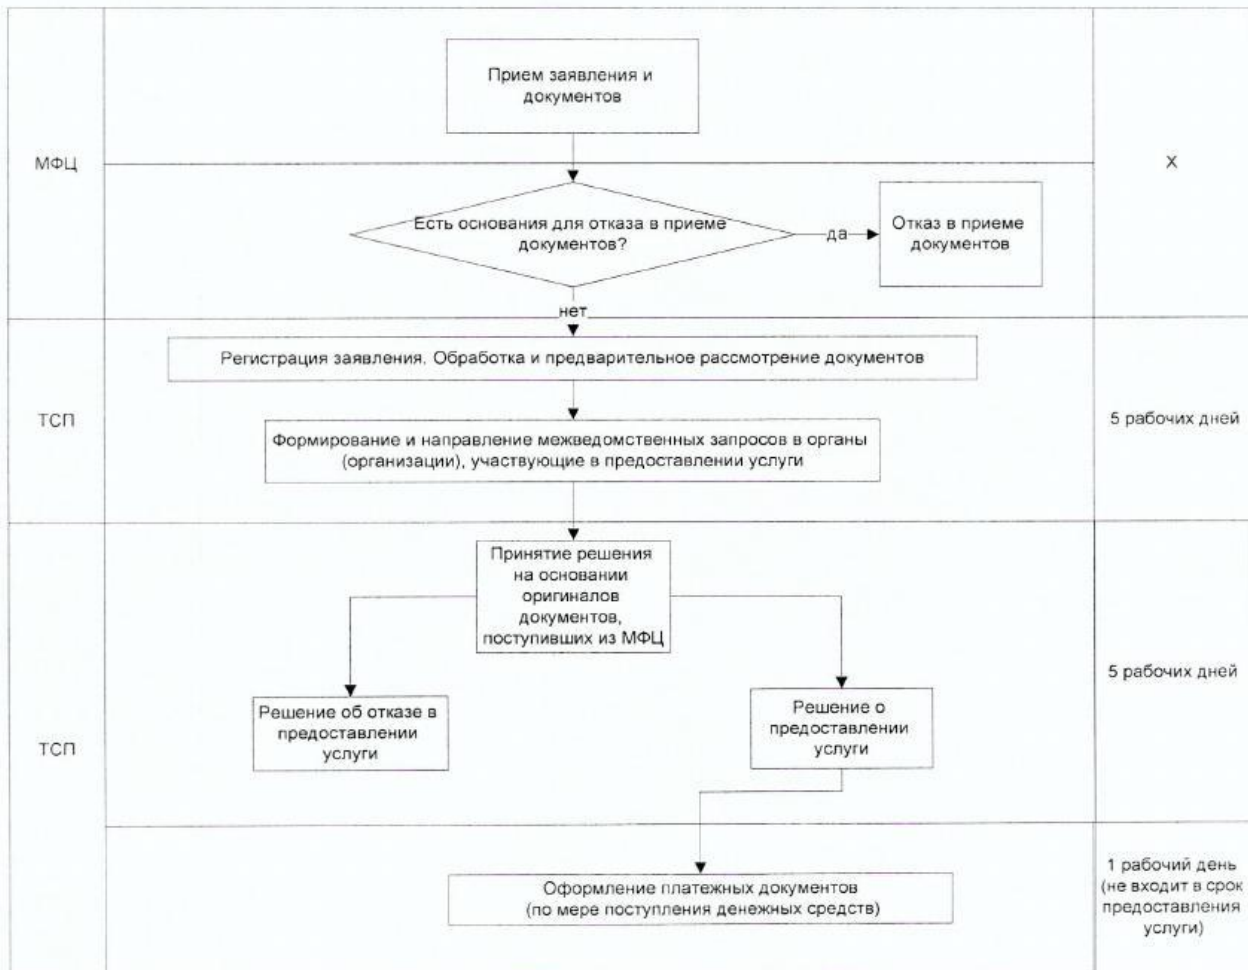 Прием заявления и
документов
МФЦ
X
Есть основания для отказа в приеме
документов?
да
Отказ в приеме
документов
нет
Регистрация заявления. Обработка и предварительное рассмотрение документов
ТСП
5 рабочих дней
Формирование и направление межведомственных запросов в органы
(организации), участвующие в предоставлении услуги
Принятие решения
на основании
оригиналов
документов,
поступивших из МФЦ
5 рабочих дней
Решение об отказе в
предоставлении
услуги
Решение о
предоставлении
услуги
ТСП
Оформление платежных документов
(по мере поступления денежных средств)
1 рабочий день
(не входит в срок
предоставления
услуги)